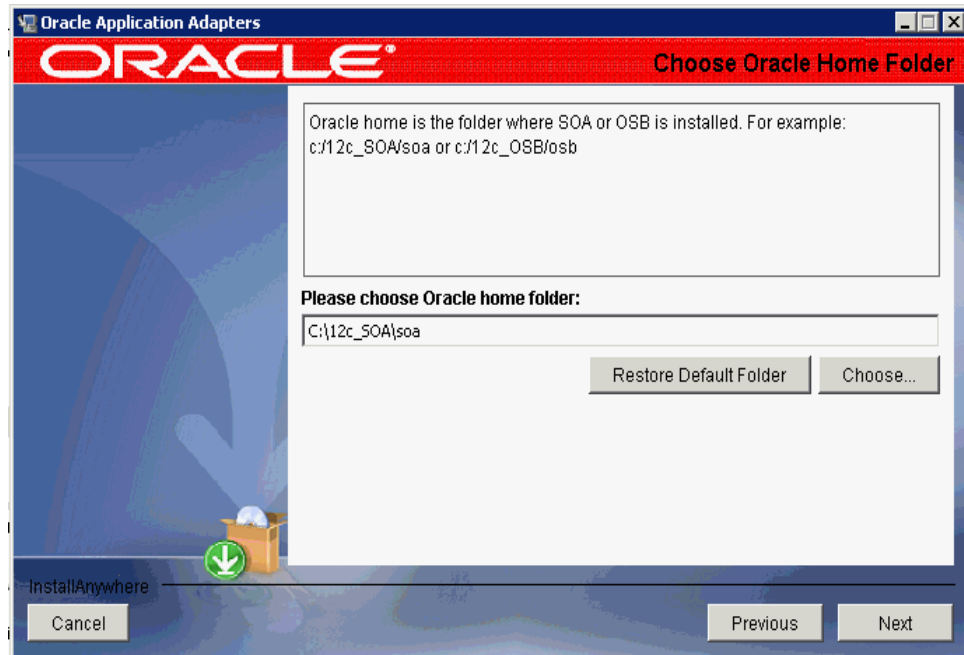 Oracle Application Adapters
ORACLE®
Choose Oracle Home Folder
Oracle home is the folder where SOA or OSB is installed. For example:
c:/12c_SOA/soa or c:/12c_OSB/osb
Please choose Oracle home folder:
C:\12c_SOA\soa
Restore Default Folder
Choose...
InstallAnywhere
Cancel
Previous
Next